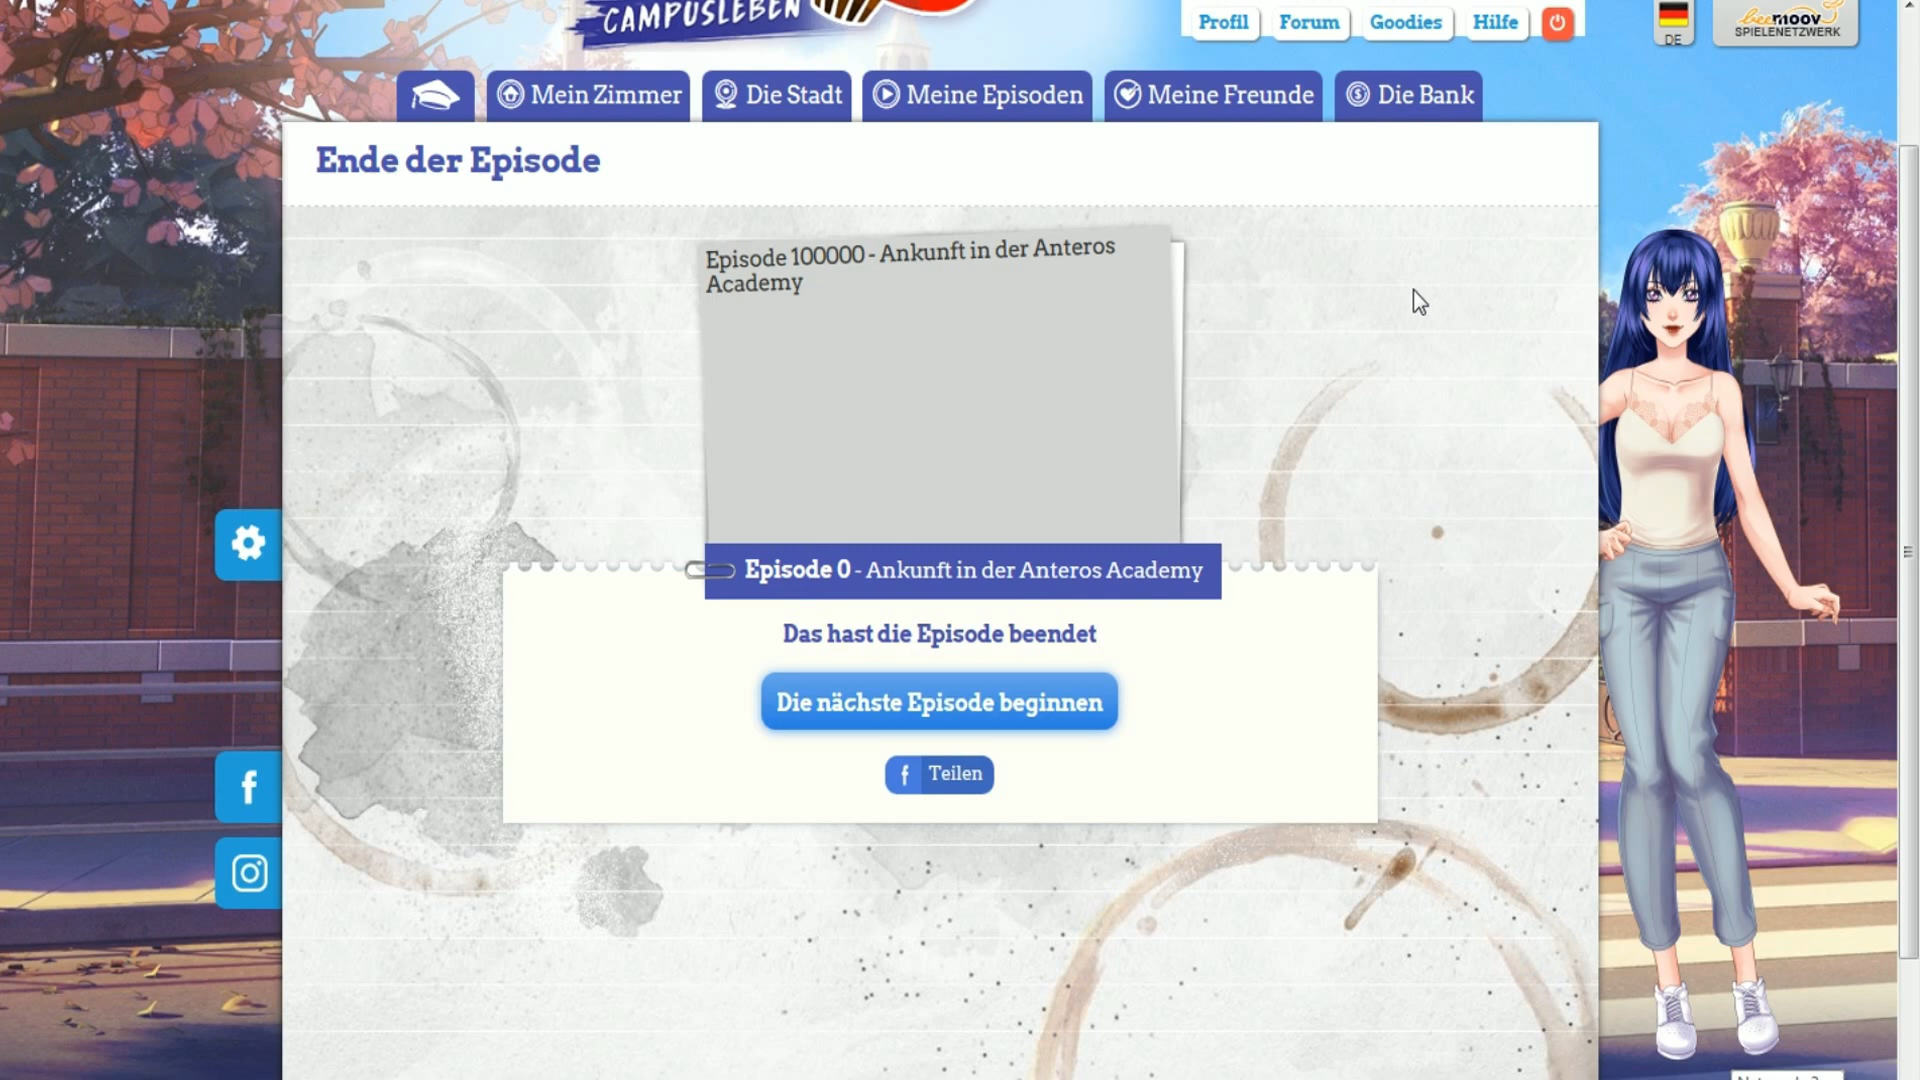 CAMPUSLEBEN
Profil
Forum
Goodies
Hilfe
DE
beemoov
SPIELENETZWERK
Mein Zimmer
Die Stadt
Meine Episoden
Meine Freunde
Die Bank
Ende der Episode
Episode 100000 - Ankunft in der Anteros
Academy
Episode 0 - Ankunft in der Anteros Academy
Das hast die Episode beendet
Die nächste Episode beginnen
f Teilen